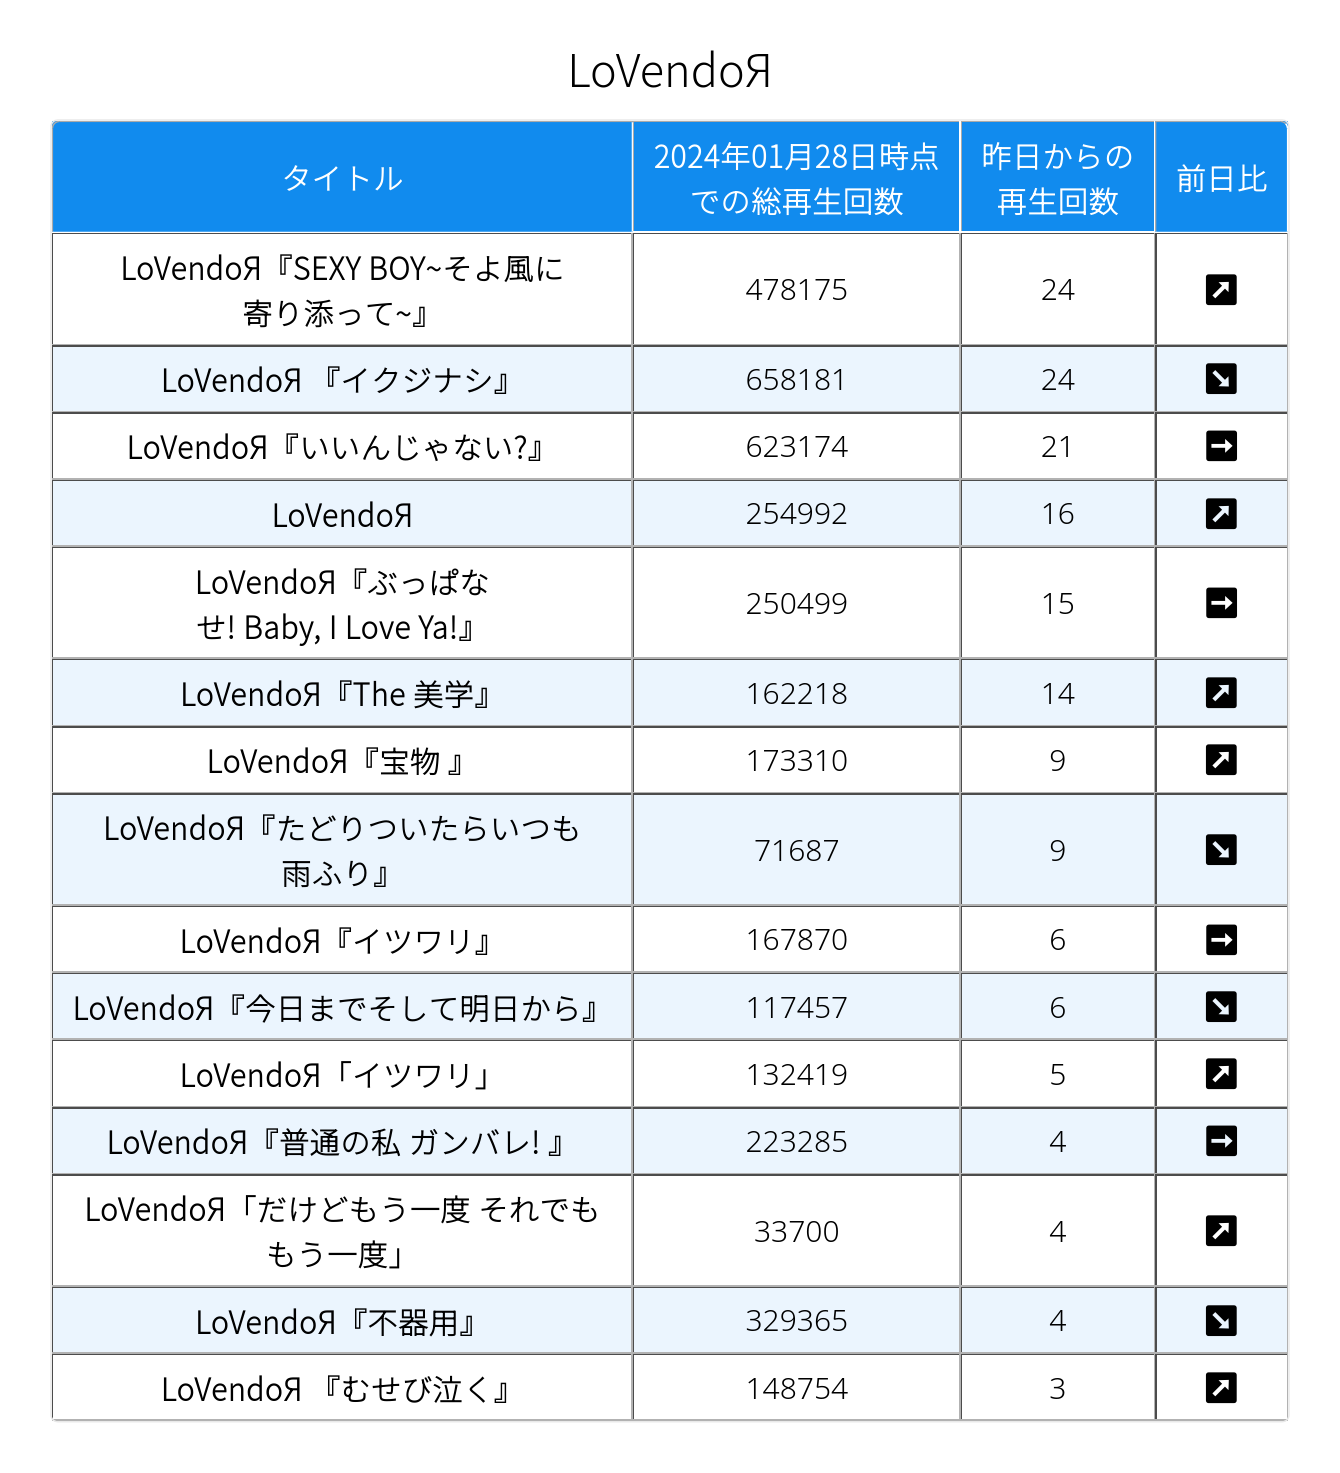 LoVendoЯ
タイトル
2024年01月28日時点
での総再生回数
昨日からの
再生回数
前日比
LoVendoЯ『SEXY BOY~そよ風に
寄り添って~』
478175
24
LoVendoЯ 『イクジナシ』
658181
24
LoVendoЯ『いいんじゃない?』
623174
21
LoVendoЯ
254992
16
LoVendoЯ『ぶっぱな
せ! Baby, I Love Ya!』
250499
15
LoVendoЯ『The 美学』
162218
14
LoVendoЯ『宝物 』
173310
9
LoVendoЯ『たどりついたらいつも
雨ふり』
71687
9
LoVendoЯ『イツワリ』
167870
6
LoVendoЯ『今日までそして明日から』
117457
6
LoVendoЯ「イツワリ」
132419
5
LoVendoЯ『普通の私 ガンバレ! 』
223285
4
LoVendoЯ「だけどもう一度 それでも
もう一度」
33700
4
LoVendoЯ『不器用』
329365
4
LoVendoЯ 『むせび泣く』
148754
3